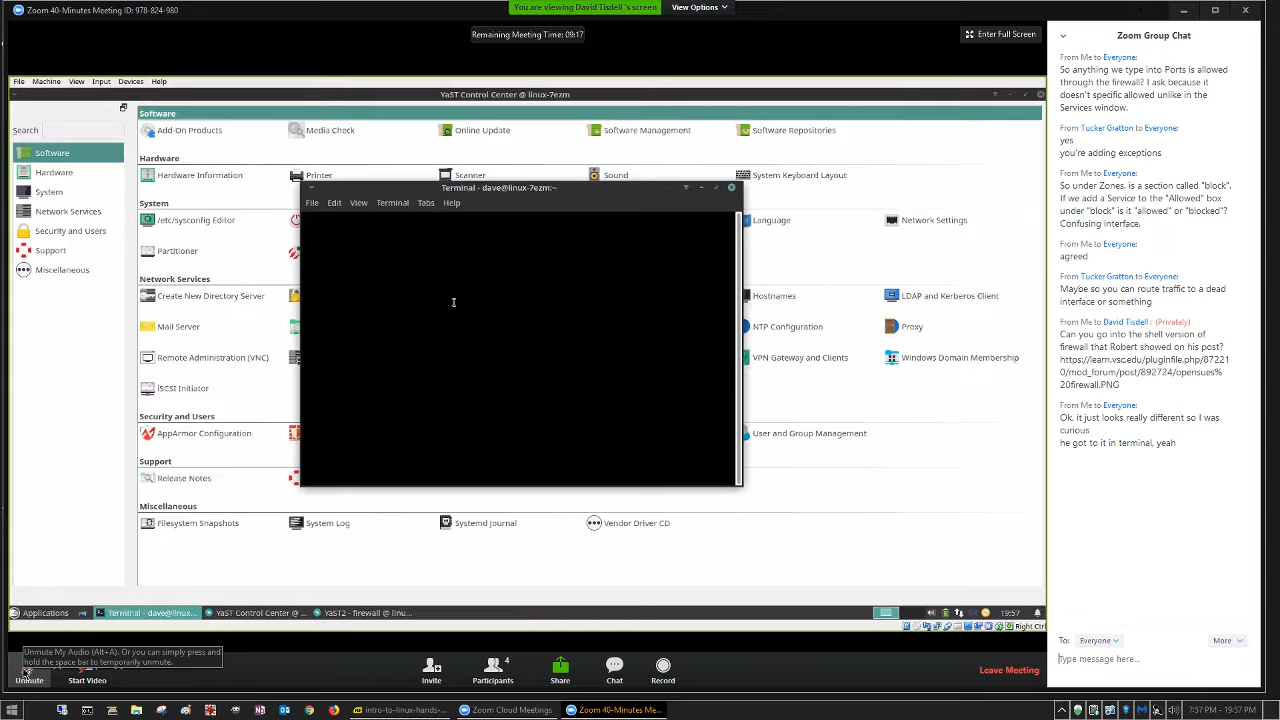 Zoom 40-Minutes Meeting ID: 978-824-980
You are viewing David Tisdell 's screen
View Options
Remaining Meeting Time: 09:17
Enter Full Screen
File Machine View Input Devices Help
YaST Control Center @ linux-7ezm
Search
Software
Hardware
System
Network Services
Security and Users
Support
Miscellaneous
Software
Add-On Products
Media Check
Online Update
Software Management
Software Repositories
Hardware
Hardware Information
Printer
Scanner
Sound
System Keyboard Layout
System
/etc/sysconfig Editor
Language
Network Settings
Partitioner
Network Services
Create New Directory Server
Hostnames
LDAP and Kerberos Client
Mail Server
NTP Configuration
Proxy
Remote Administration (VNC)
VPN Gateway and Clients
Windows Domain Membership
iSCSI Initiator
Security and Users
AppArmor Configuration
User and Group Management
Support
Release Notes
Miscellaneous
Filesystem Snapshots
System Log
Systemd Journal
Vendor Driver CD
Terminal - dave@linux-7ezm:~
File Edit View Terminal Tabs Help
Applications
Terminal - dave@linux...
YaST Control Center @ ...
YaST2 - firewall @ linu...
19:57
Right Ctrl
Unmute My Audio (Alt+A). Or you can simply press and
hold the space bar to temporarily unmute.
Unmute
Start Video
Invite
4
Participants
Share
Chat
Record
Leave Meeting
Zoom Group Chat
From Me to Everyone:
So anything we type into Ports is allowed
through the firewall? I ask because it
doesn't specific allowed unlike in the
Services window.
From Tucker Gratton to Everyone:
yes
you're adding exceptions
From Me to Everyone:
So under Zones, is a section called "block".
If we add a Service to the "Allowed" box
under "block" is it "allowed" or "blocked"?
Confusing interface.
From Me to Everyone:
agreed
From Tucker Gratton to Everyone:
Maybe so you can route traffic to a dead
interface or something
From Me to David Tisdell : (Privately)
Can you go into the shell version of
firewall that Robert showed on his post?
https://learn.vsc.edu/pluginfile.php/87221
0/mod_forum/post/892724/opensues%
20firewall.PNG
From Me to Everyone:
Ok, it just looks really different so I was
curious
he got to it in terminal, yeah
To: Everyone
More
Type message here...
intro-to-linux-hands-...
Zoom Cloud Meetings
Zoom 40-Minutes Me...
7:57 PM - 19:57 PM